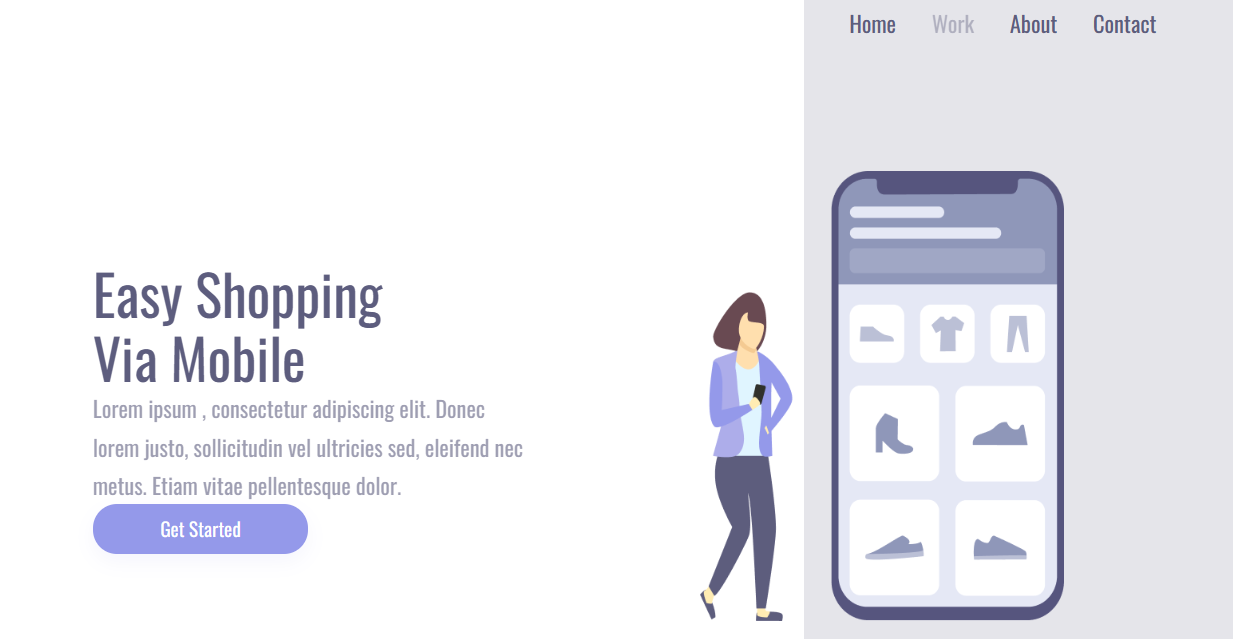 Home Work About Contact
Easy Shopping
Via Mobile
Lorem ipsum , consectetur adipiscing elit. Donec
lorem justo, sollicitudin vel ultricies sed, eleifend nec
metus. Etiam vitae pellentesque dolor.
Get Started